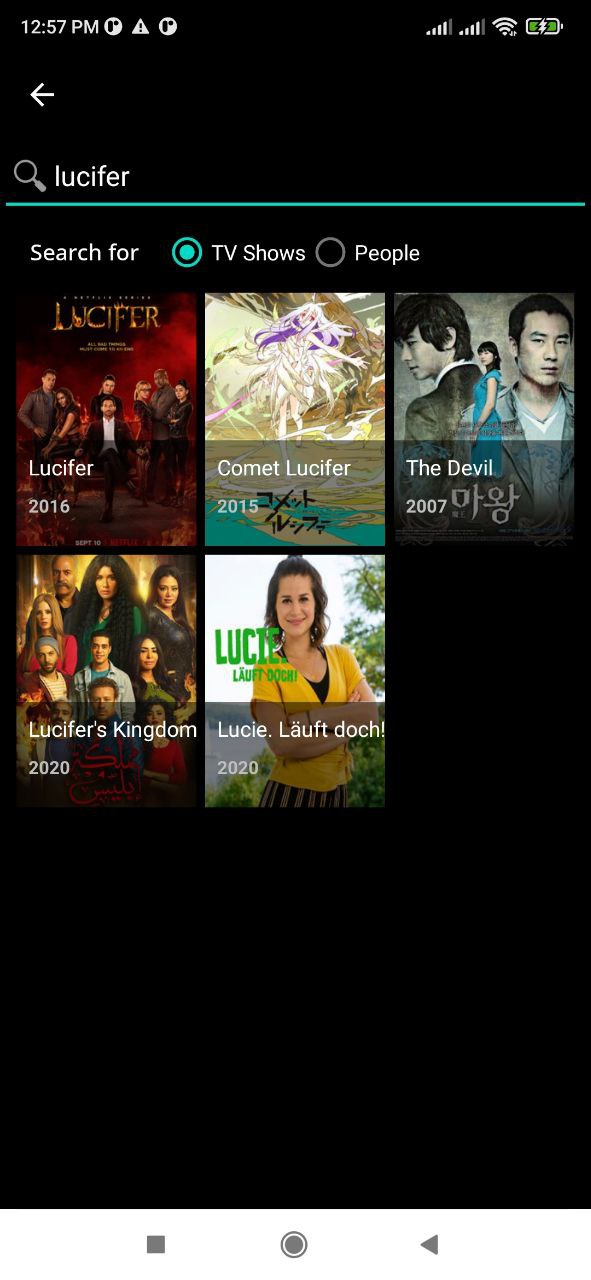 12:57 PM
lucifer
Search for TV Shows People
A NETFLIX SERIES
LUCIFER
ALL BAD THINGS
MUST COME TO AN END
Lucifer
2016
SEPT 10 NETFLIX
Comet Lucifer
2015
コメット
ルシファー
The Devil
2007
마왕
魔王
Lucifer's Kingdom
2020
مملكة
إبليس
LUCIE.
LÄUFT DOCH!
Lucie. Läuft doch!
2020